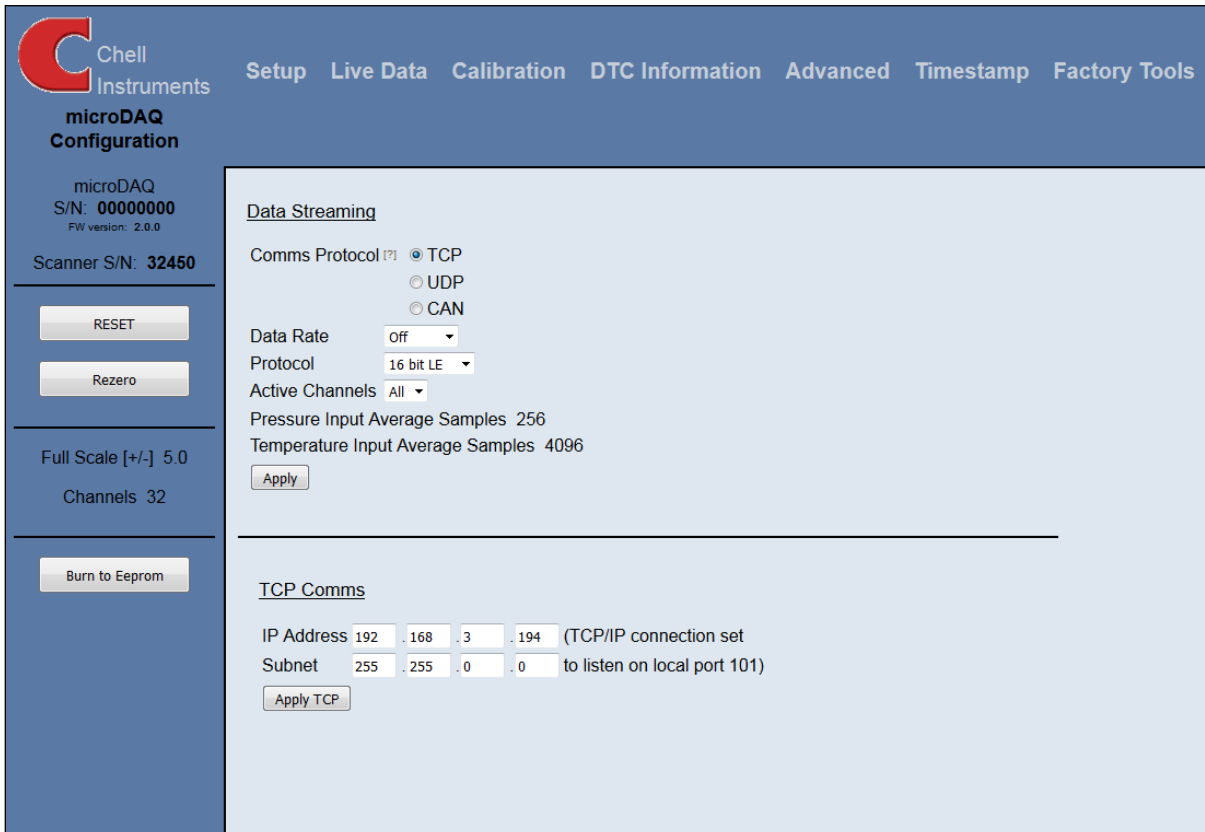 Chell
Instruments
microDAQ
Configuration
Setup Live Data Calibration DTC Information Advanced Timestamp Factory Tools
microDAQ
S/N: 00000000
FW version: 2.0.0
Scanner S/N: 32450
RESET
Rezero
Full Scale [+/-] 5.0
Channels 32
Burn to Eeprom
Data Streaming
Comms Protocol [?] TCP
UDP
CAN
Data Rate Off
Protocol 16 bit LE
Active Channels All
Pressure Input Average Samples 256
Temperature Input Average Samples 4096
Apply
TCP Comms
IP Address 192 . 168 . 3 . 194 (TCP/IP connection set
Subnet 255 . 255 . 0 . 0 to listen on local port 101)
Apply TCP